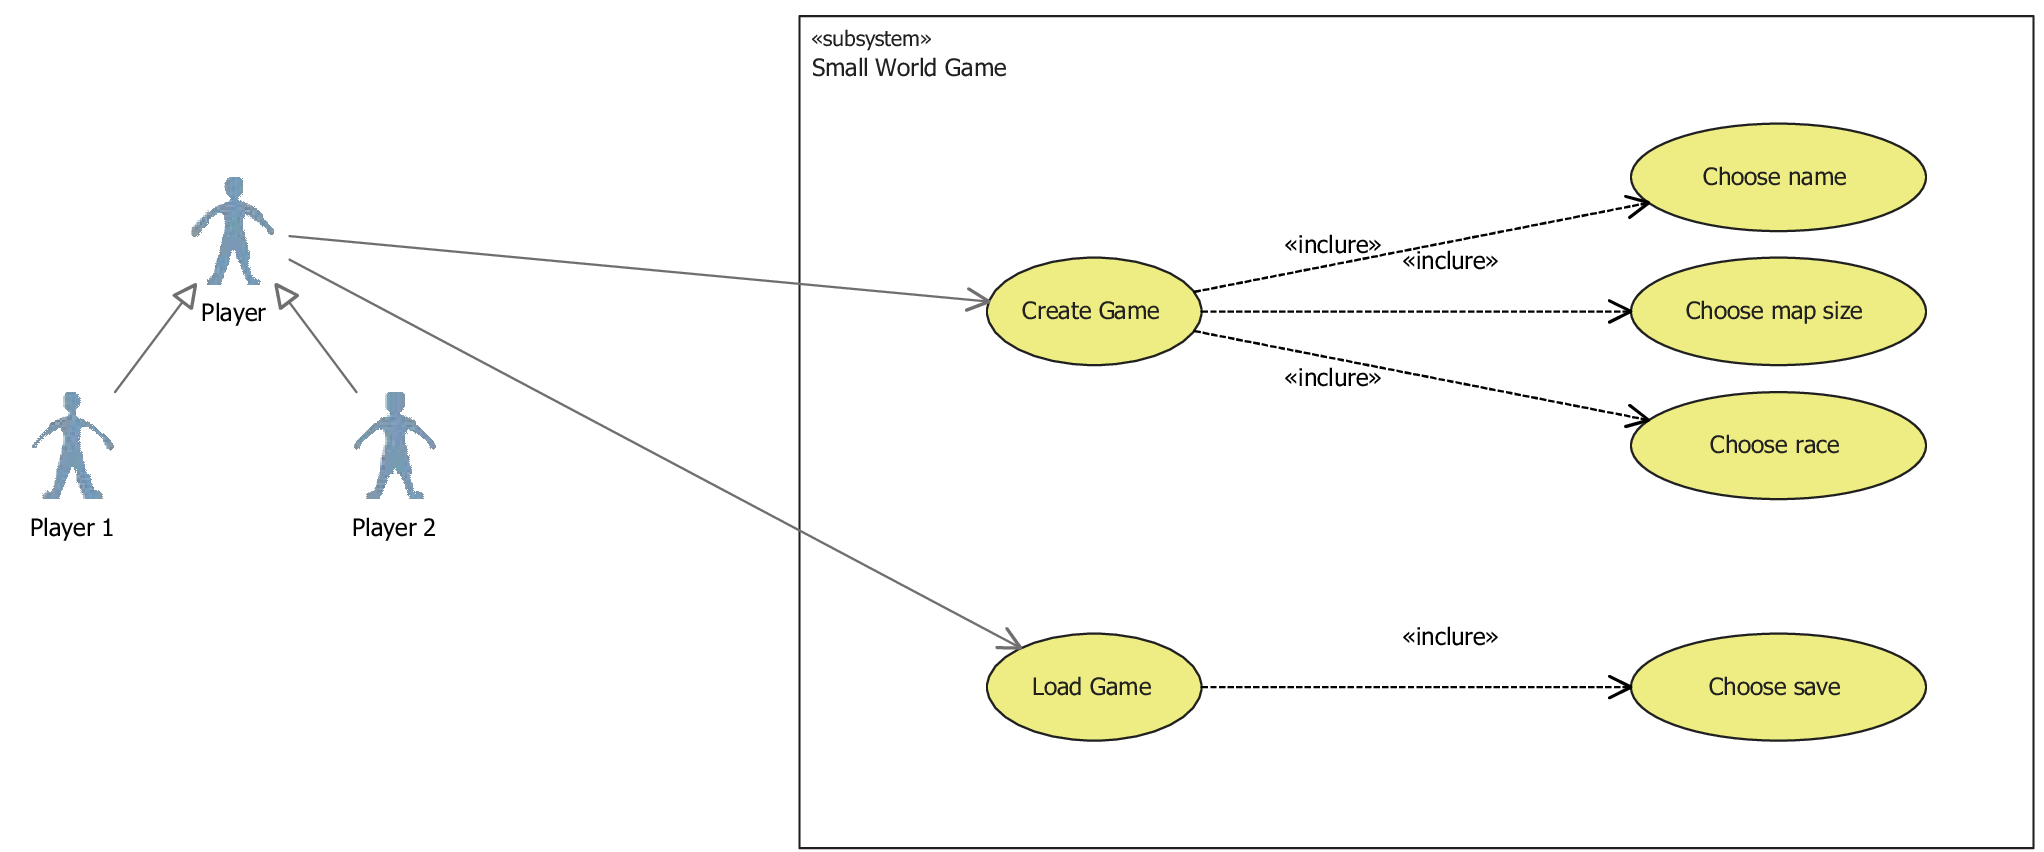 «subsystem»
Small World Game
Choose name
«inclure»
«inclure»
Create Game
Choose map size
Player
«inclure»
Choose race
Player 1
Player 2
«inclure»
Load Game
Choose save